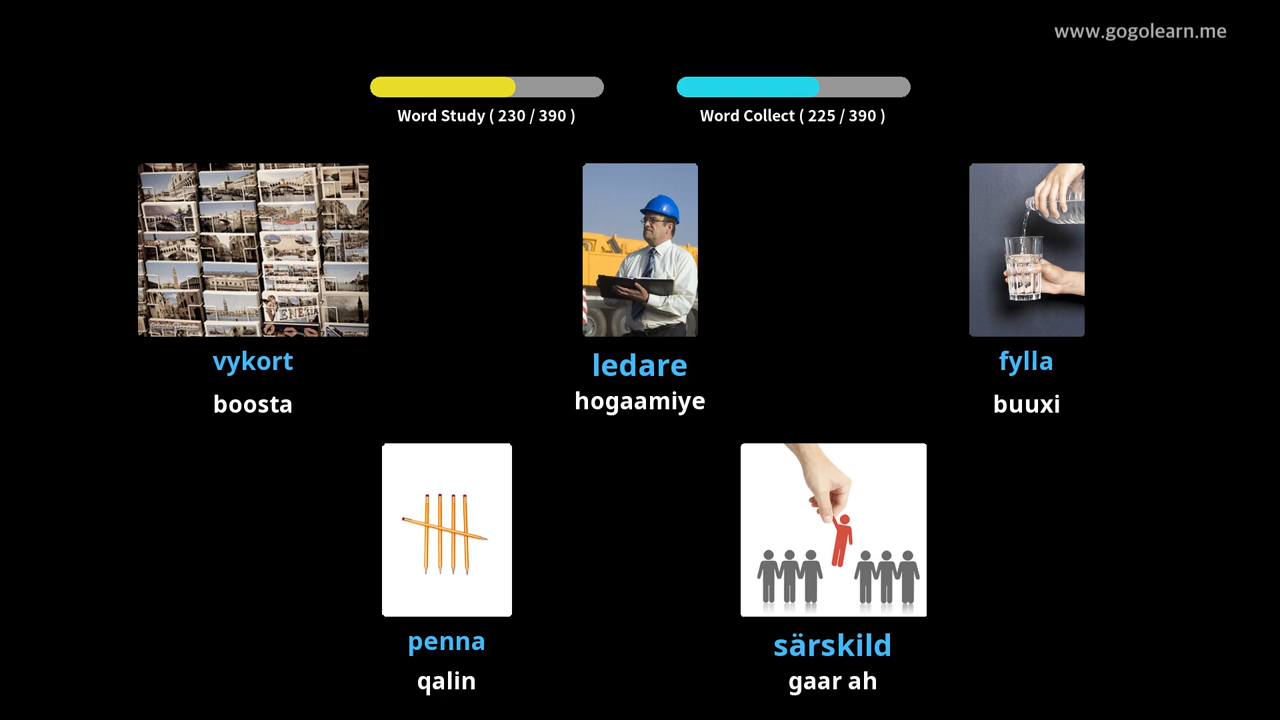 www.gogolearn.me
Word Study ( 230 / 390 )
Word Collect ( 225 / 390 )
vykort
boosta
ledare
hogaamiye
fylla
buuxi
penna
qalin
särskild
gaar ah